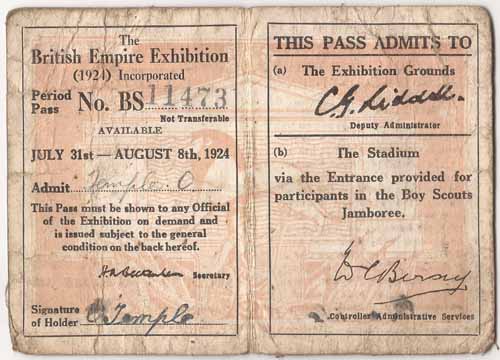 The
British Empire Exhibition
(1924) Incorporated
Period
Pass
No. BS 11473
Not Transferable
AVAILABLE
JULY 31st—AUGUST 8th, 1924
Admit Temple C
This Pass must be shown to any Official
of the Exhibition on demand and
is issued subject to the general
condition on the back hereof.
Secretary
Signature
of Holder C Temple
THIS PASS ADMITS TO
(a) The Exhibition Grounds
C.G. Liddell.
Deputy Administrator
(b) The Stadium
via the Entrance provided for
participants in the Boy Scouts
Jamboree.
Controller Administrative Services